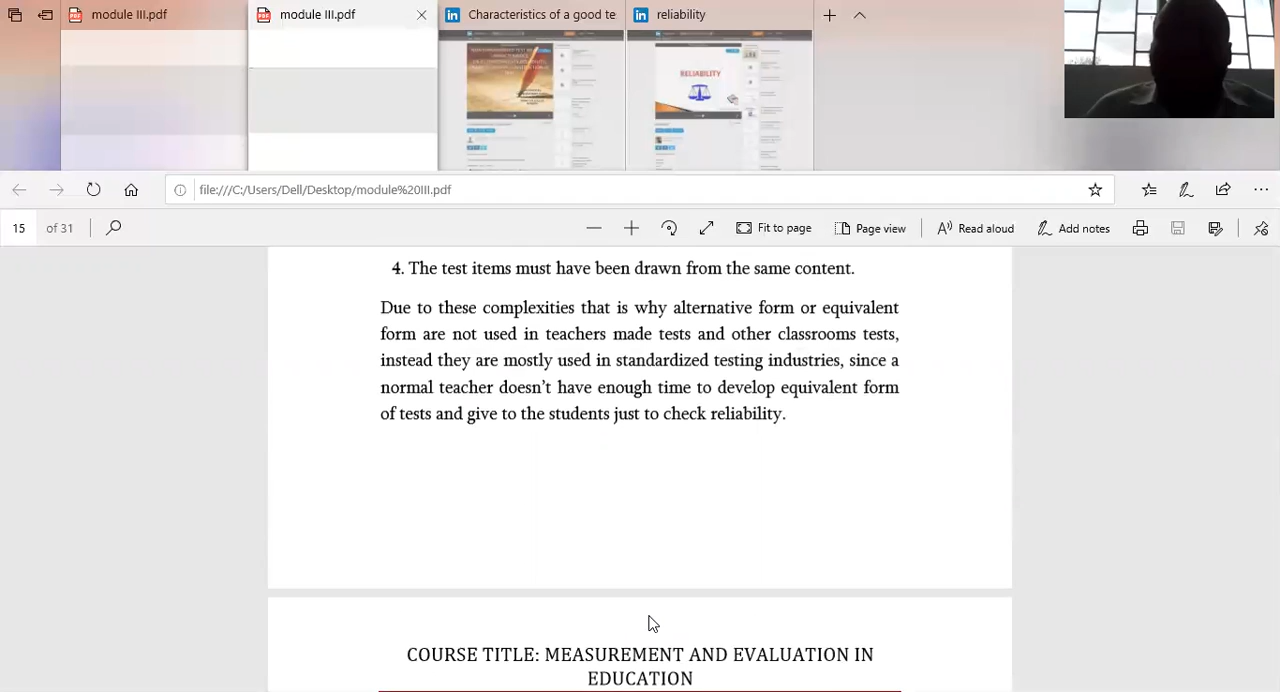 module III.pdf
module III.pdf
Characteristics of a good te
reliability
RELIABILITY
file:///C:/Users/Dell/Desktop/module%20III.pdf
15 of 31
Fit to page
Page view
Read aloud
Add notes
4. The test items must have been drawn from the same content.
Due to these complexities that is why alternative form or equivalent
form are not used in teachers made tests and other classrooms tests,
instead they are mostly used in standardized testing industries, since a
normal teacher doesn't have enough time to develop equivalent form
of tests and give to the students just to check reliability.
COURSE TITLE: MEASUREMENT AND EVALUATION IN
EDUCATION